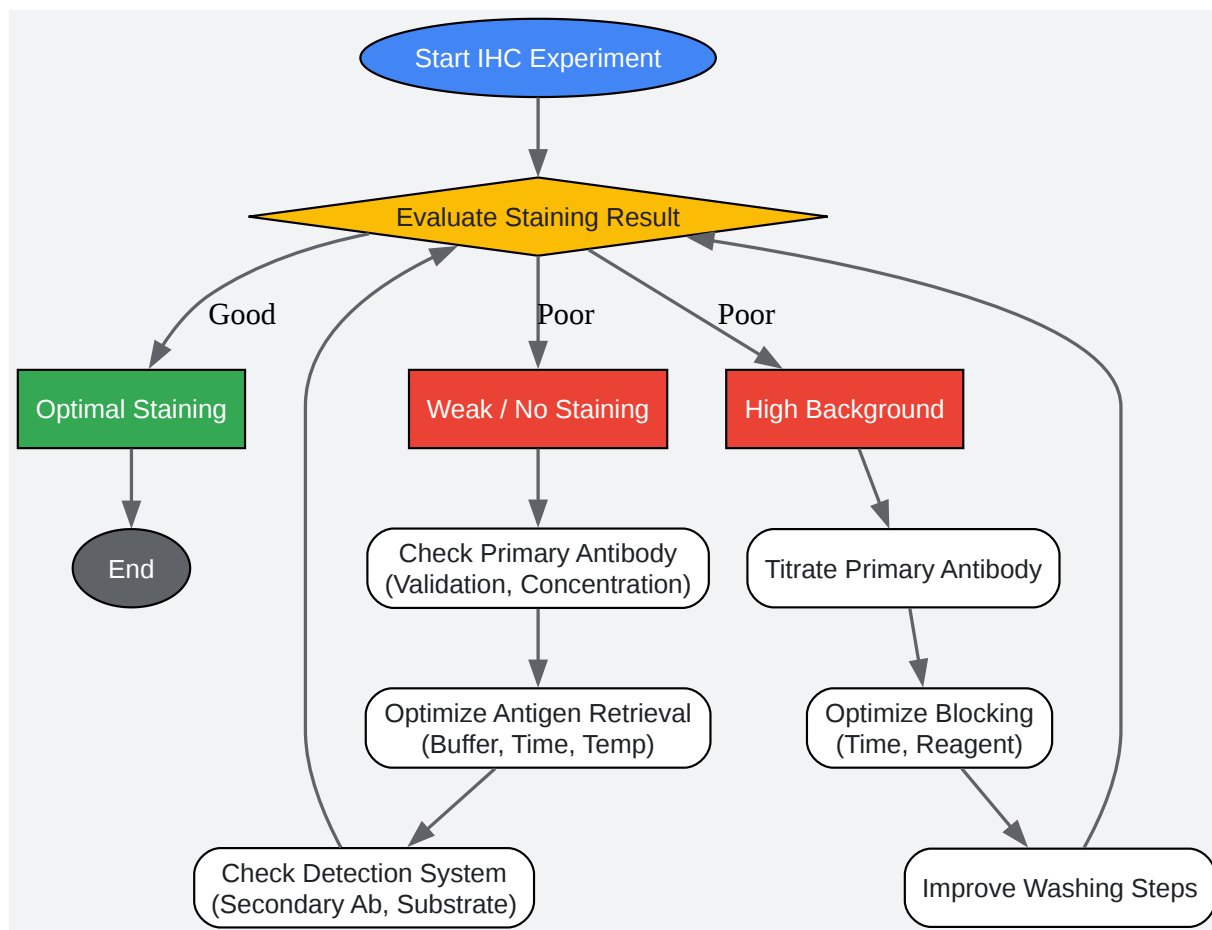 Start IHC Experiment
Evaluate Staining Result
Good
Poor
Poor
Optimal Staining
Weak / No Staining
High Background
End
Check Primary Antibody
(Validation, Concentration)
Titrate Primary Antibody
Optimize Antigen Retrieval
(Buffer, Time, Temp)
Optimize Blocking
(Time, Reagent)
Check Detection System
(Secondary Ab, Substrate)
Improve Washing Steps